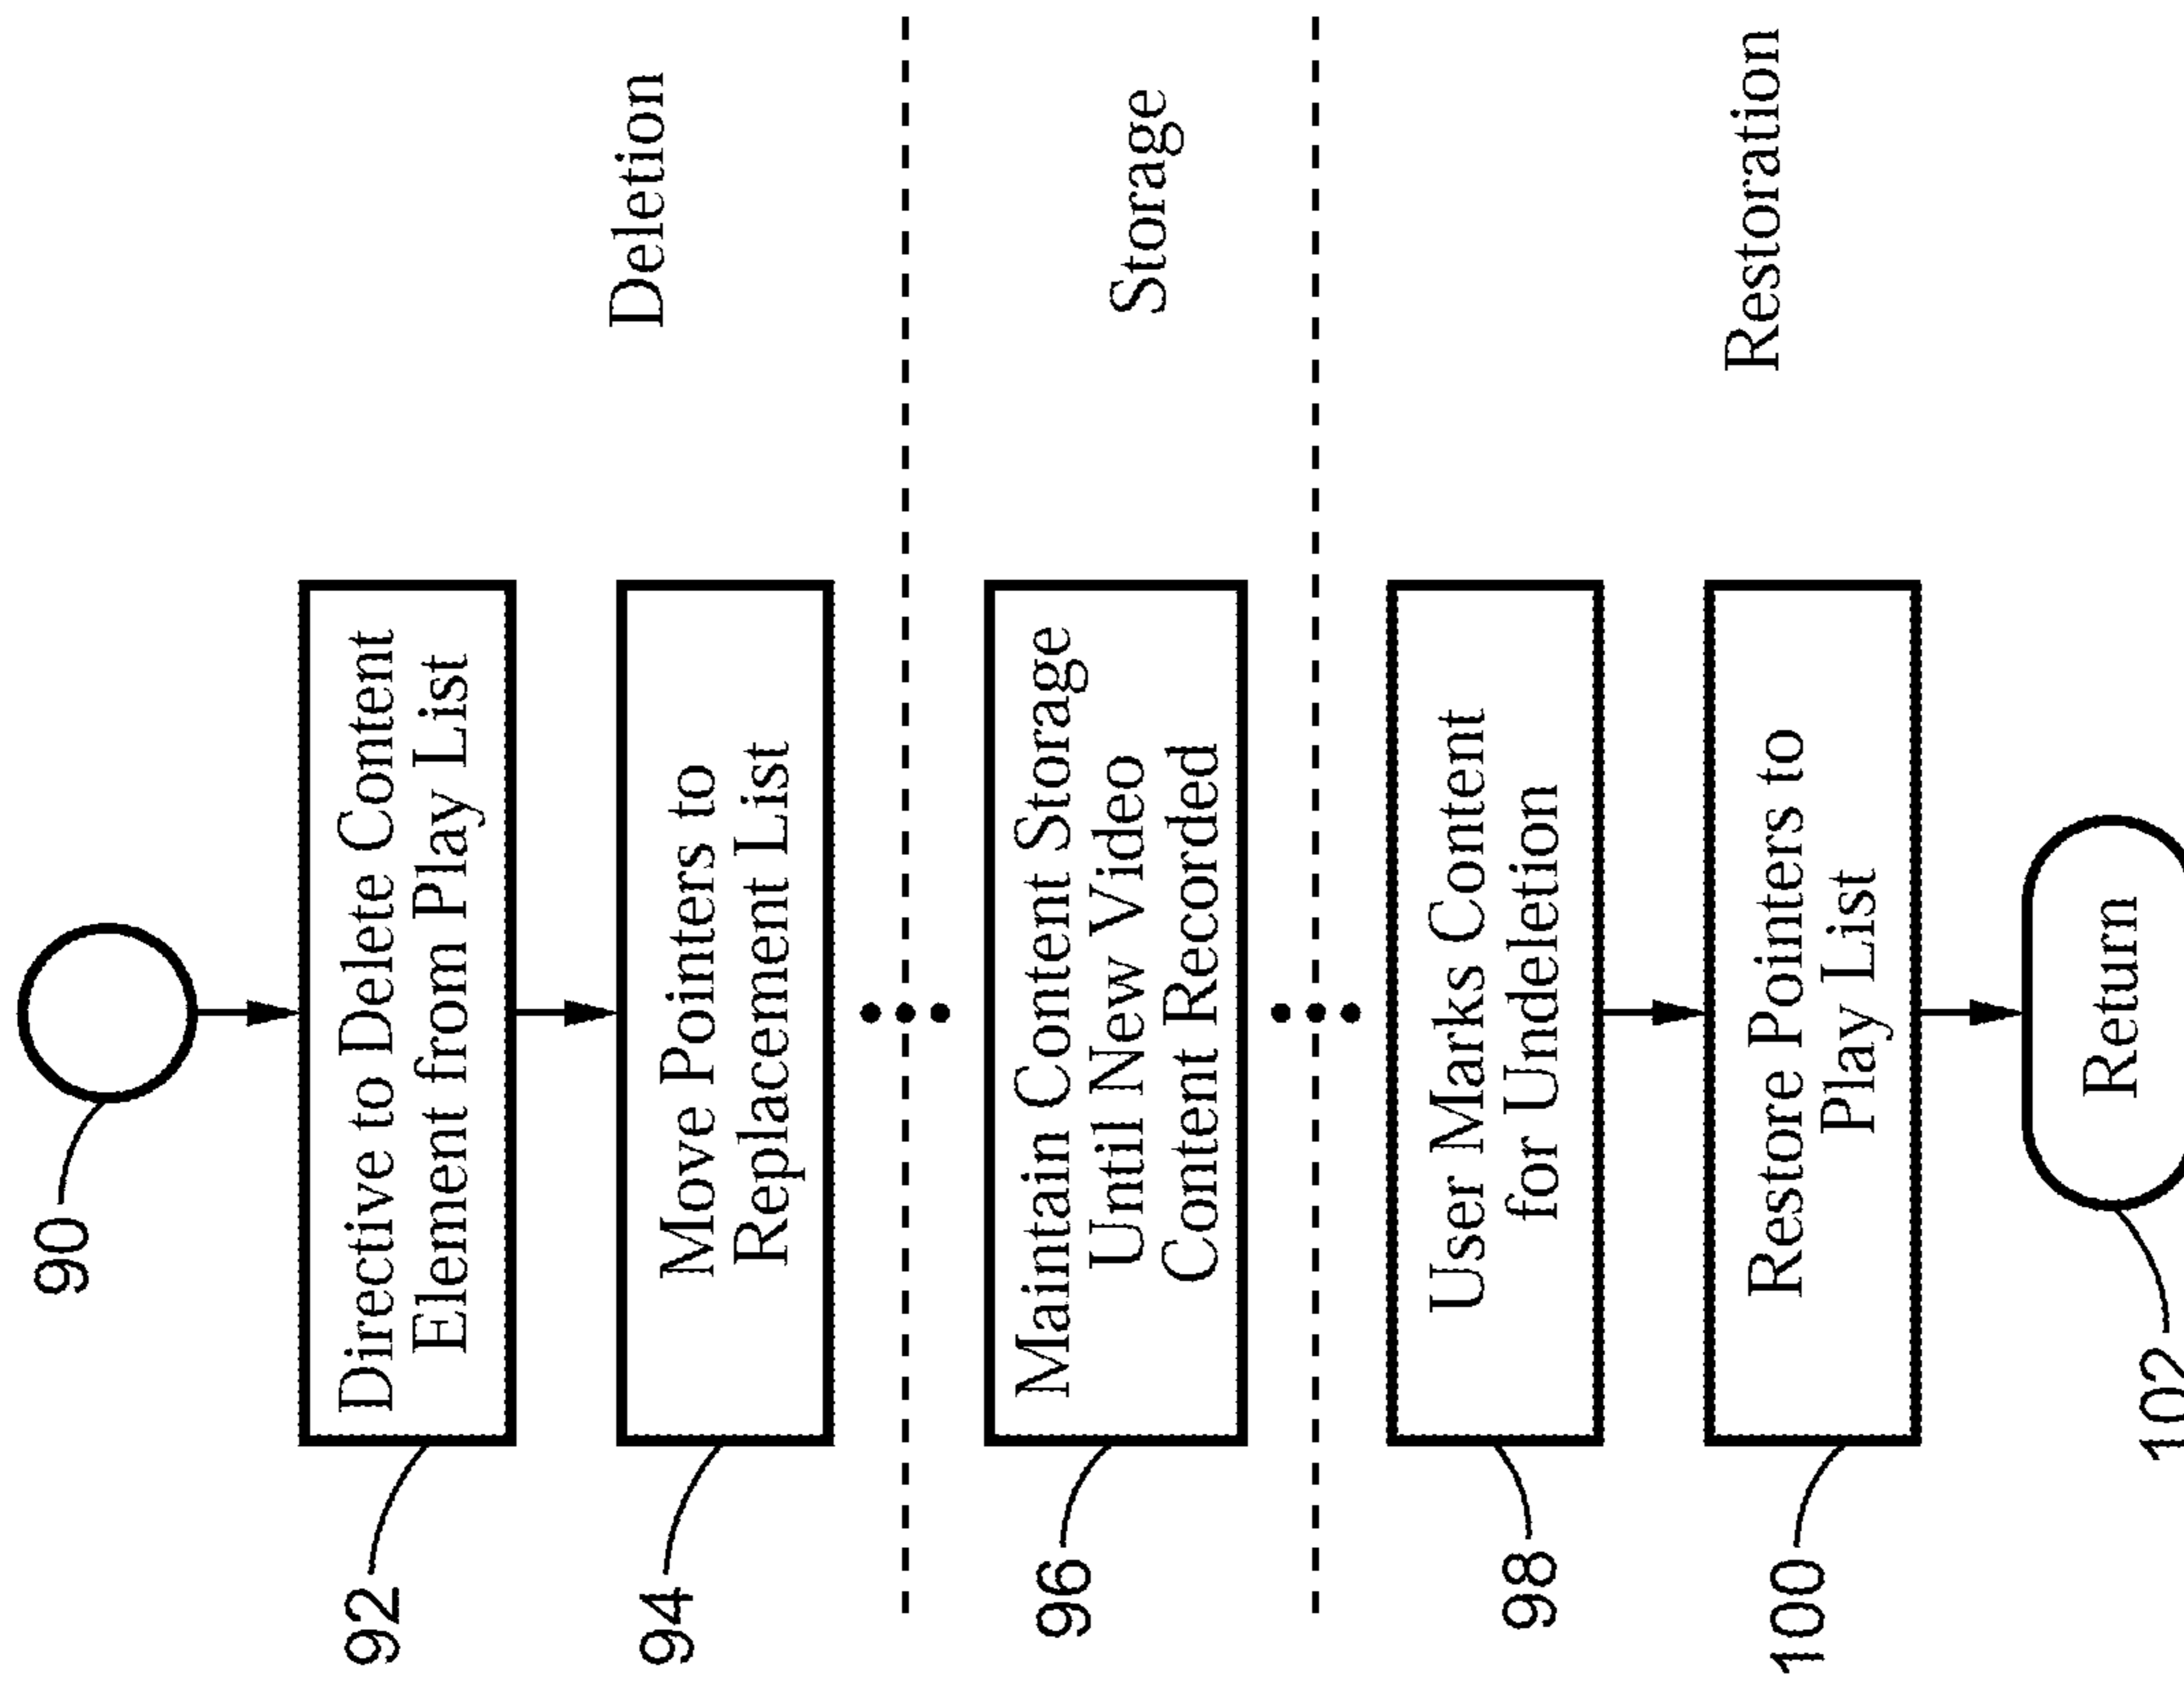 90
92
Directive to Delete Content
Element from Play List
94
Move Pointers to
Replacement List
Deletion
96
Maintain Content Storage
Until New Video
Content Recorded
Storage
98
User Marks Content
for Undeletion
100
Restore Pointers to
Play List
Restoration
102
Return